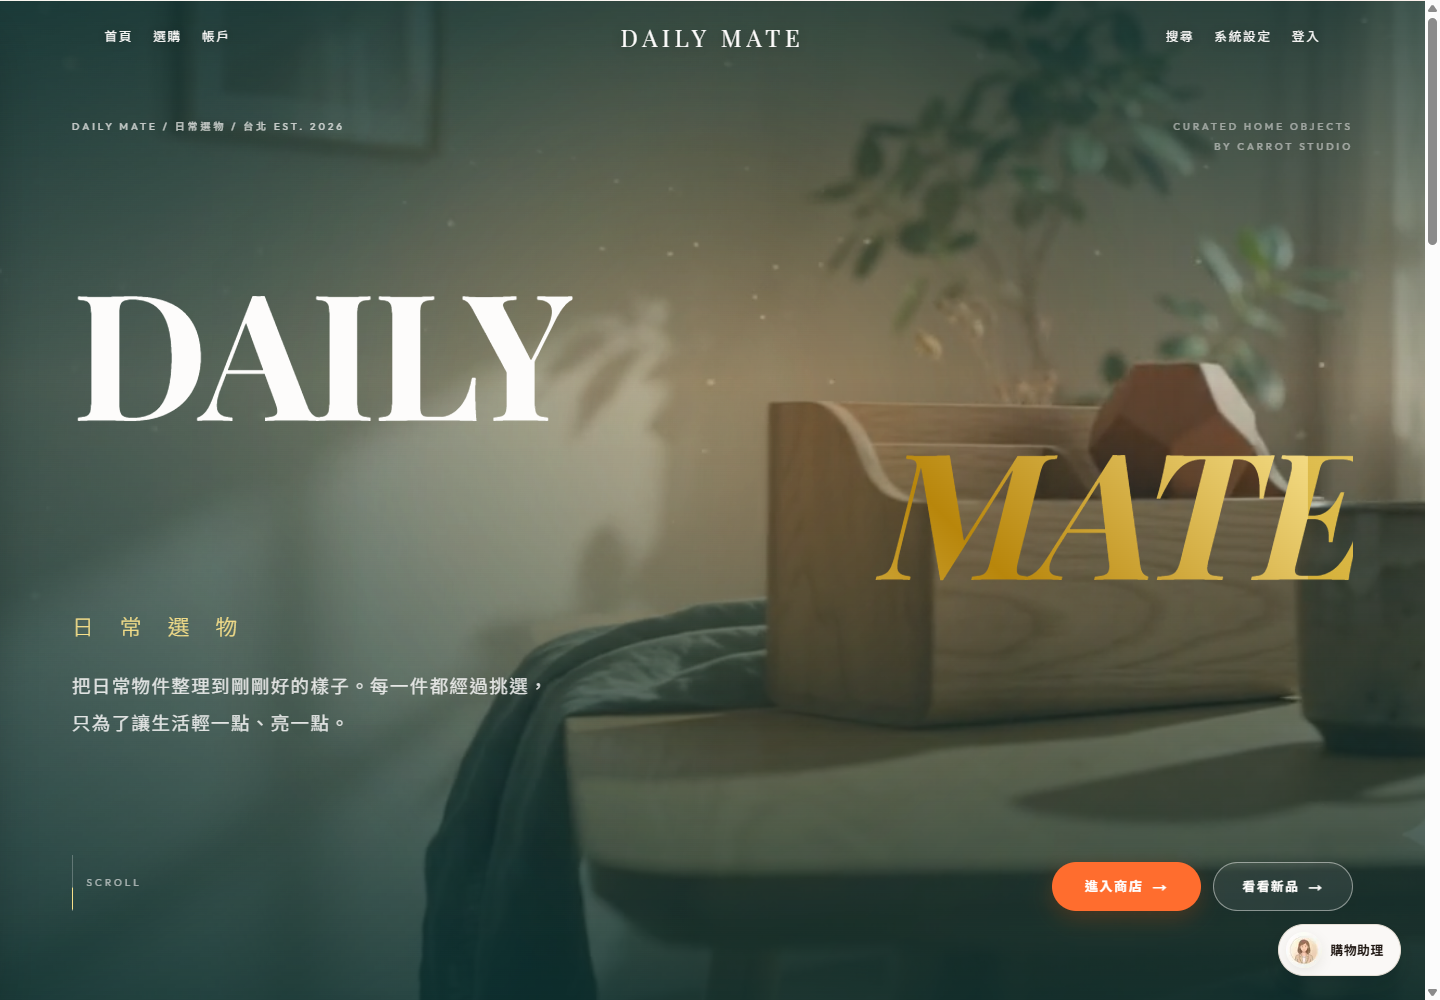 首頁 選購 帳戶
DAILY MATE
搜尋 系統設定 登入
DAILY MATE / 日常選物 / 台北 EST. 2026
CURATED HOME OBJECTS
BY CARROT STUDIO
DAILY
MATE
日常選物
把日常物件整理到剛剛好的樣子。每一件都經過挑選，
只為了讓生活輕一點、亮一點。
SCROLL
進入商店 →
看看新品 →
購物助理